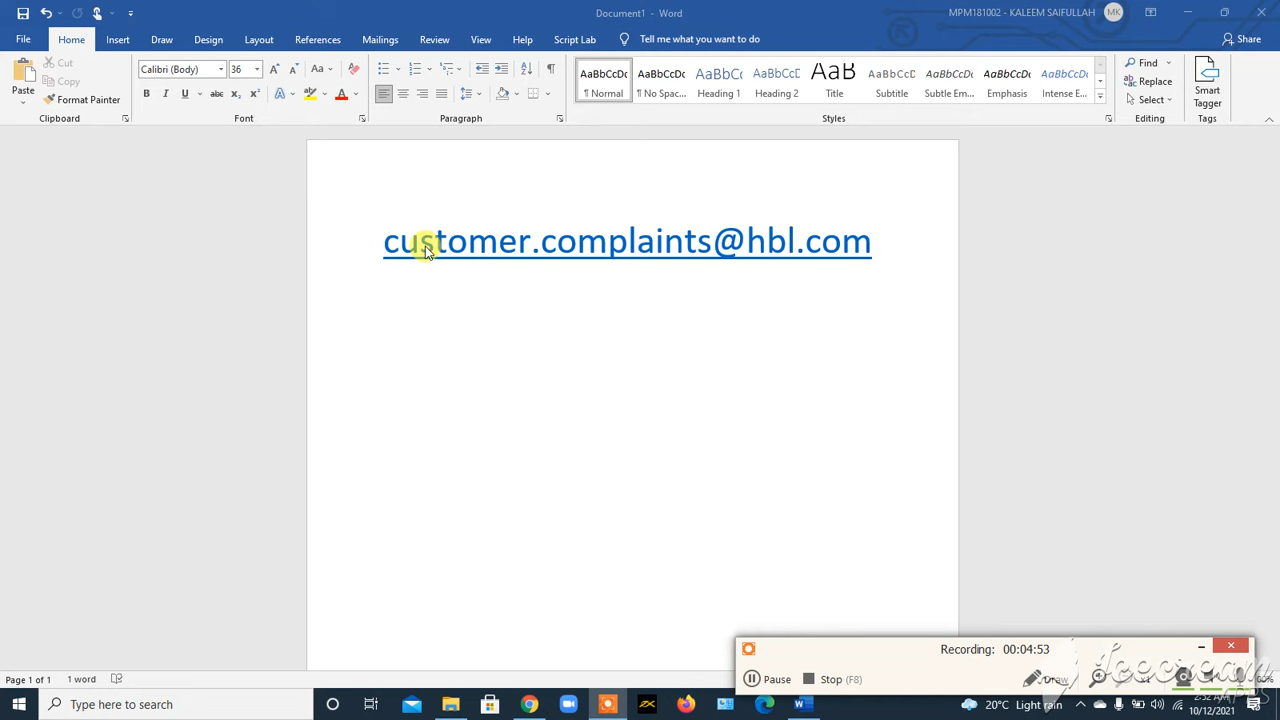 Document1 - Word
MPM181002 - KALEEM SAIFULLAH
MK
File Home Insert Draw Design Layout References Mailings Review View Help Script Lab Tell me what you want to do
Share
Paste
Cut
Copy
Format Painter
Clipboard
Calibri (Body) 36
Font
Paragraph
AaBbCcDc AaBbCcDc AaBbCc AaBbCcD AaB AaBbCcD AaBbCcDc AaBbCcDc AaBbCcDc
¶ Normal ¶ No Spac... Heading 1 Heading 2 Title Subtitle Subtle Em... Emphasis Intense E...
Styles
Find
Replace
Select
Editing
Smart
Tagger
Tags
customer.complaints@hbl.com
Recording: 00:04:53
Pause
Stop (F8)
Draw
Page 1 of 1 1 word
Type here to search
20°C Light rain
10/12/2021